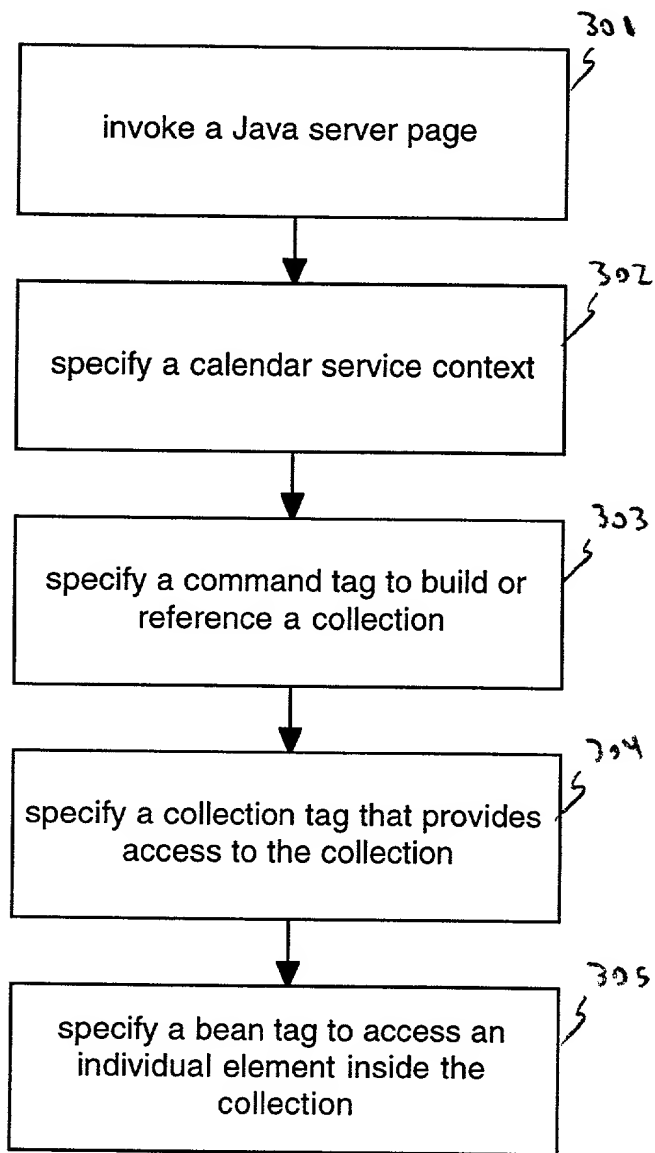 301
invoke a Java server page
302
specify a calendar service context
303
specify a command tag to build or
reference a collection
304
specify a collection tag that provides
access to the collection
305
specify a bean tag to access an
individual element inside the
collection